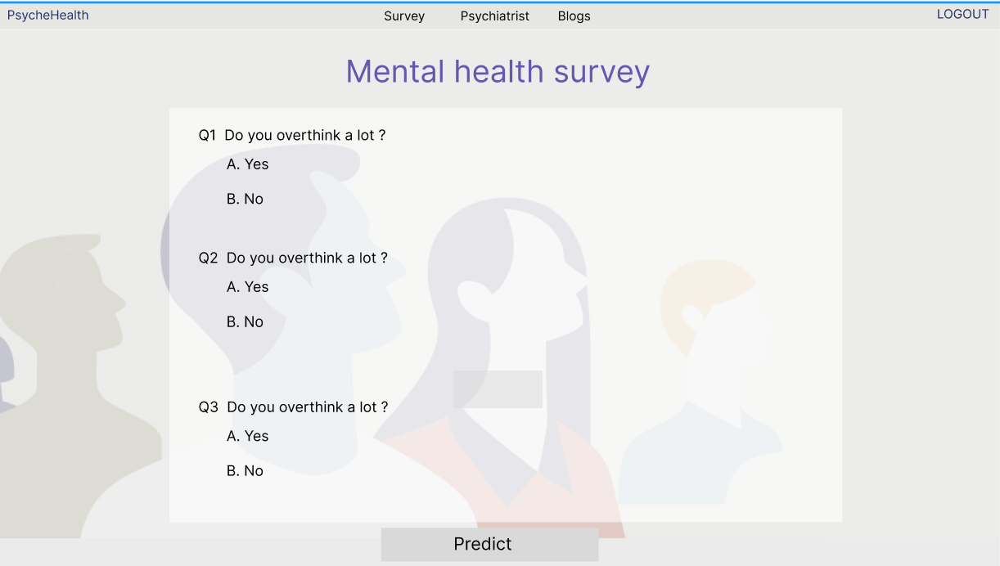 PsycheHealth Survey Psychiatrist Blogs LOGOUT
Mental health survey
Q1 Do you overthink a lot ?
A. Yes
B. No
Q2 Do you overthink a lot ?
A. Yes
B. No
Q3 Do you overthink a lot ?
A. Yes
B. No
Predict